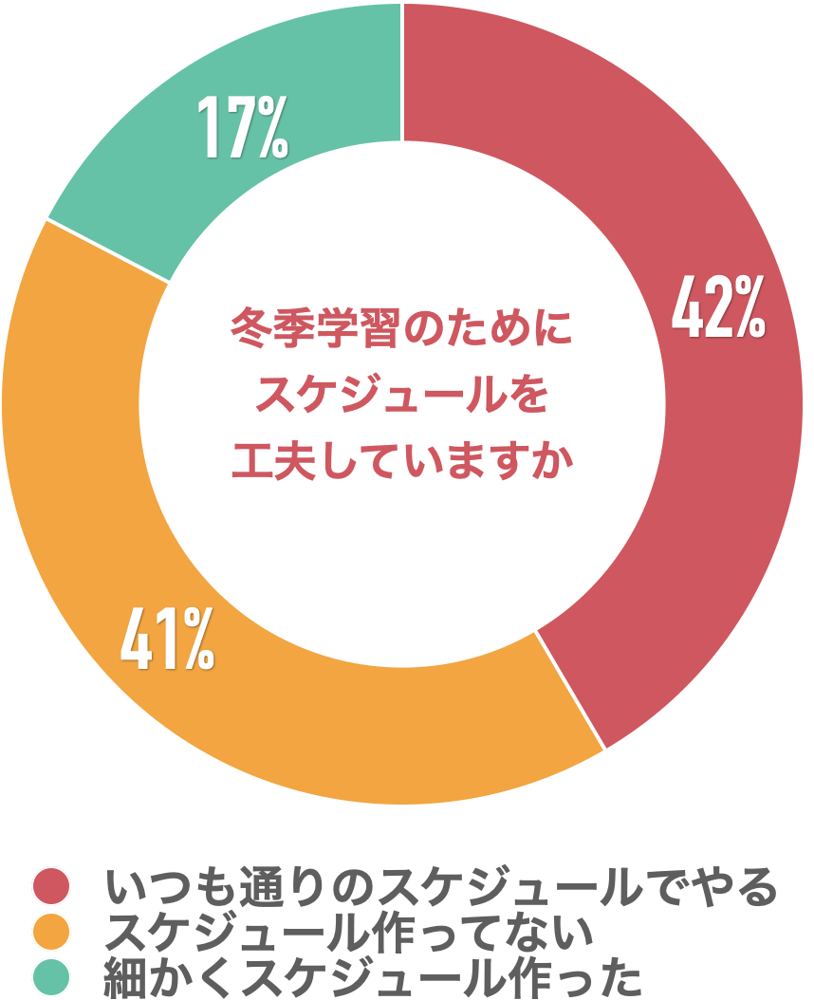 17%
42%
冬季学習のために
スケジュールを
工夫していますか
41%
いつも通りのスケジュールでやる
スケジュール作ってない
細かくスケジュール作った